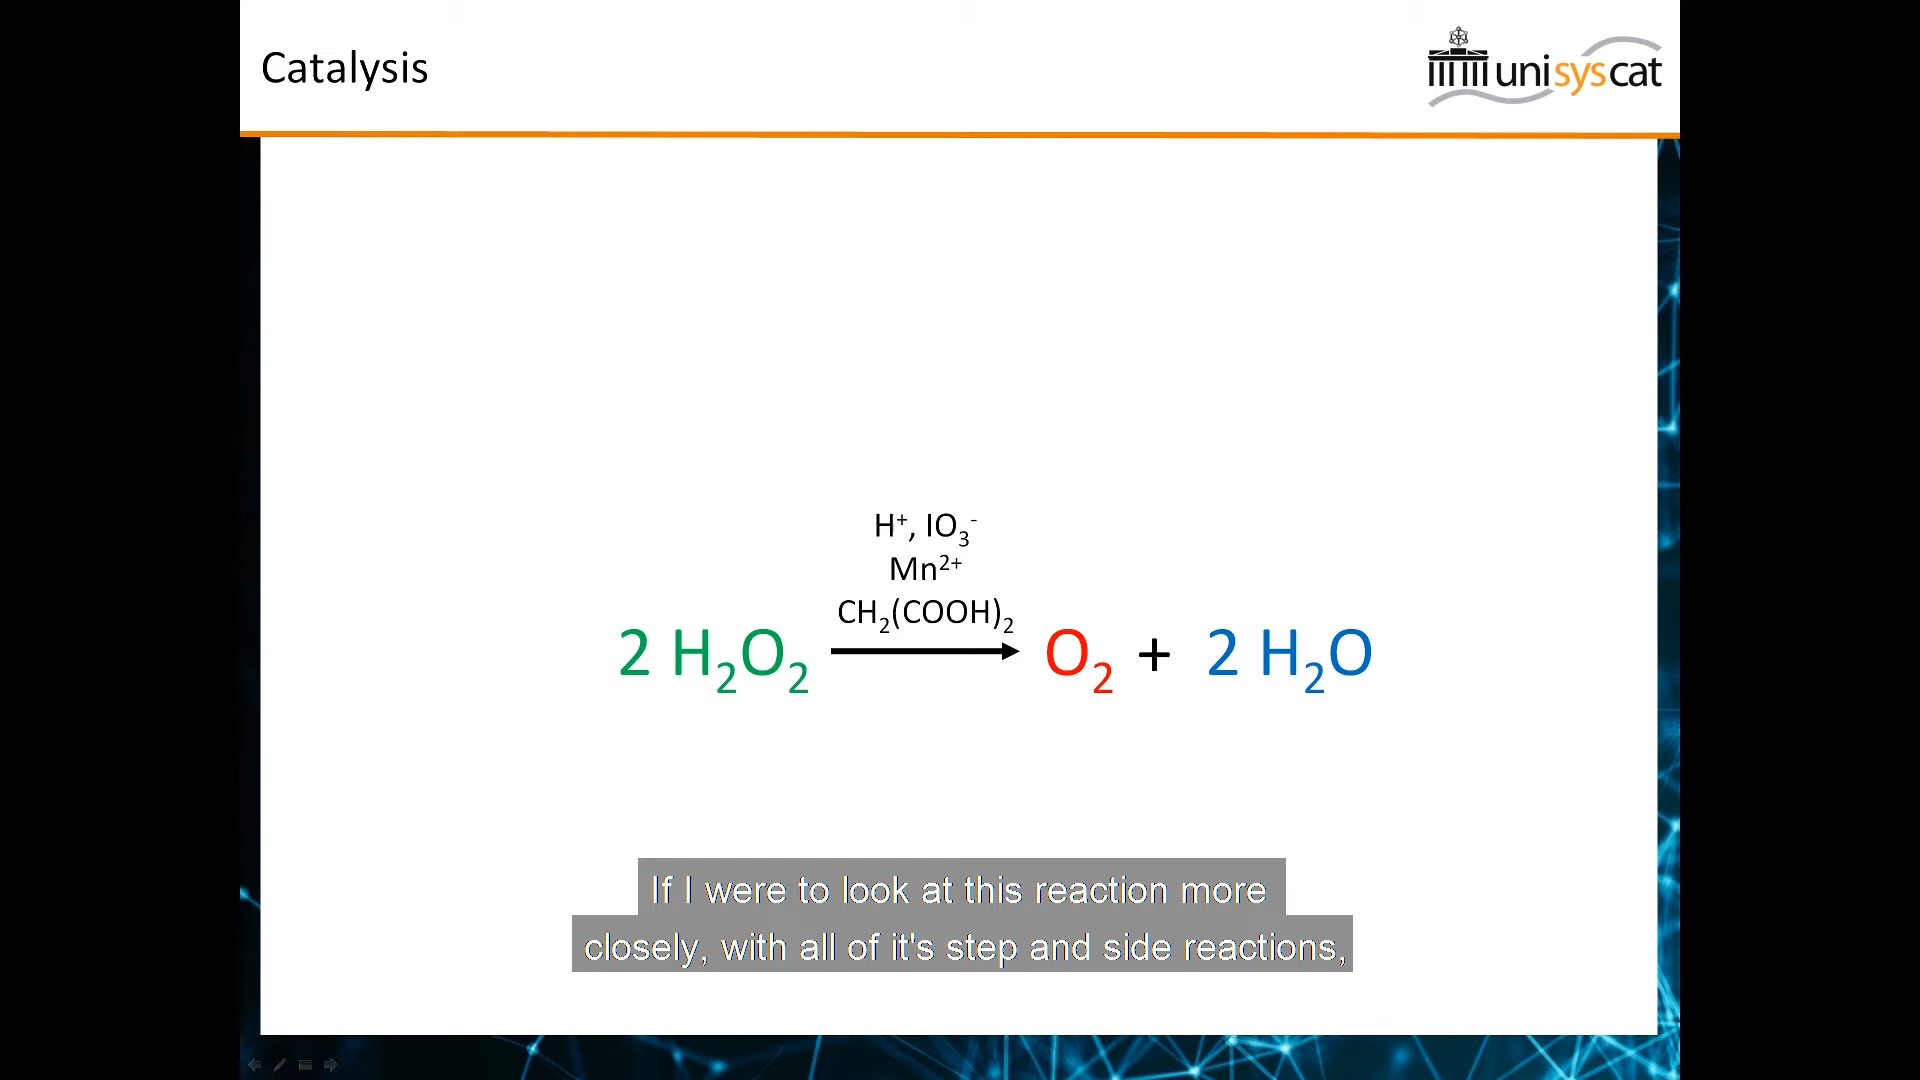 Catalysis
unisyscat
H⁺, IO₃⁻
Mn²⁺
CH₂(COOH)₂
2 H₂O₂ → O₂ + 2 H₂O
If I were to look at this reaction more
closely, with all of it's step and side reactions,